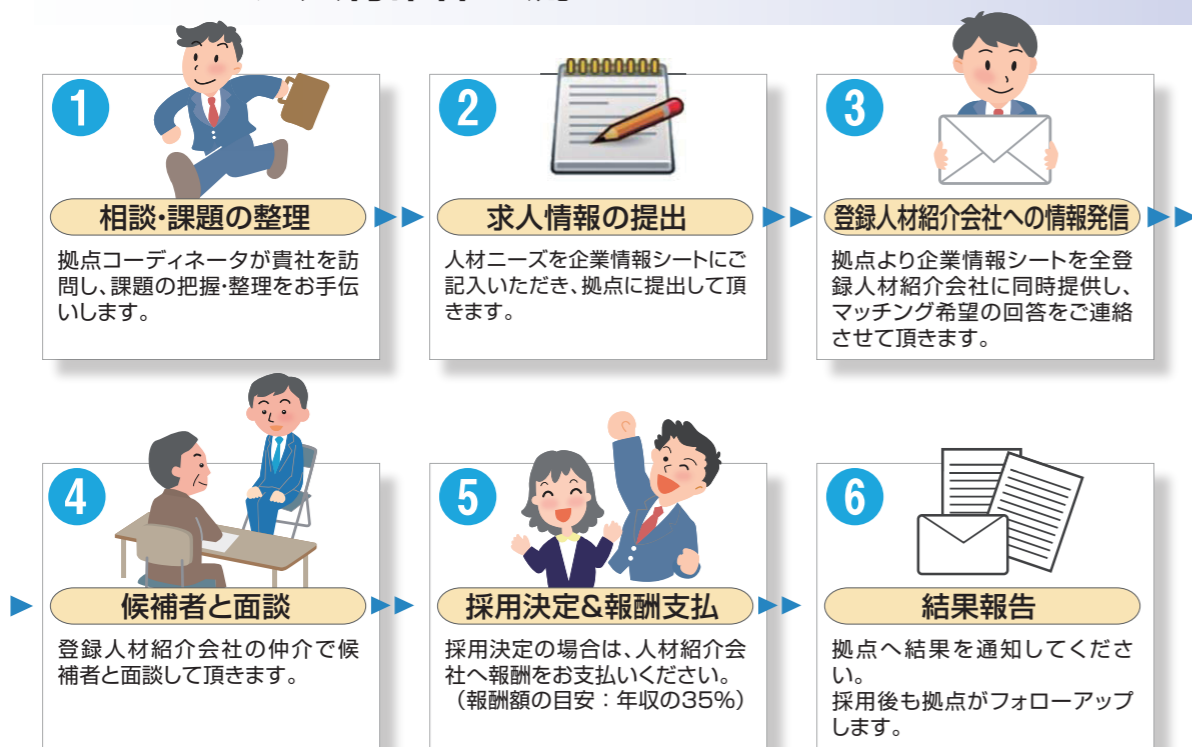 1
相談・課題の整理
拠点コーディネータが貴社を訪
問し、課題の把握・整理をお手伝
いします。
2
求人情報の提出
人材ニーズを企業情報シートにご
記入いただき、拠点に提出して頂
きます。
3
登録人材紹介会社への情報発信
拠点より企業情報シートを全登
録人材紹介会社に同時提供し、
マッチング希望の回答をご連絡
させて頂きます。
4
候補者と面談
登録人材紹介会社の仲介で候
補者と面談して頂きます。
5
採用決定&報酬支払
採用決定の場合は、人材紹介会
社へ報酬をお支払いください。
（報酬額の目安：年収の35%）
6
結果報告
拠点へ結果を通知してくださ
い。
採用後も拠点がフォローアップ
します。